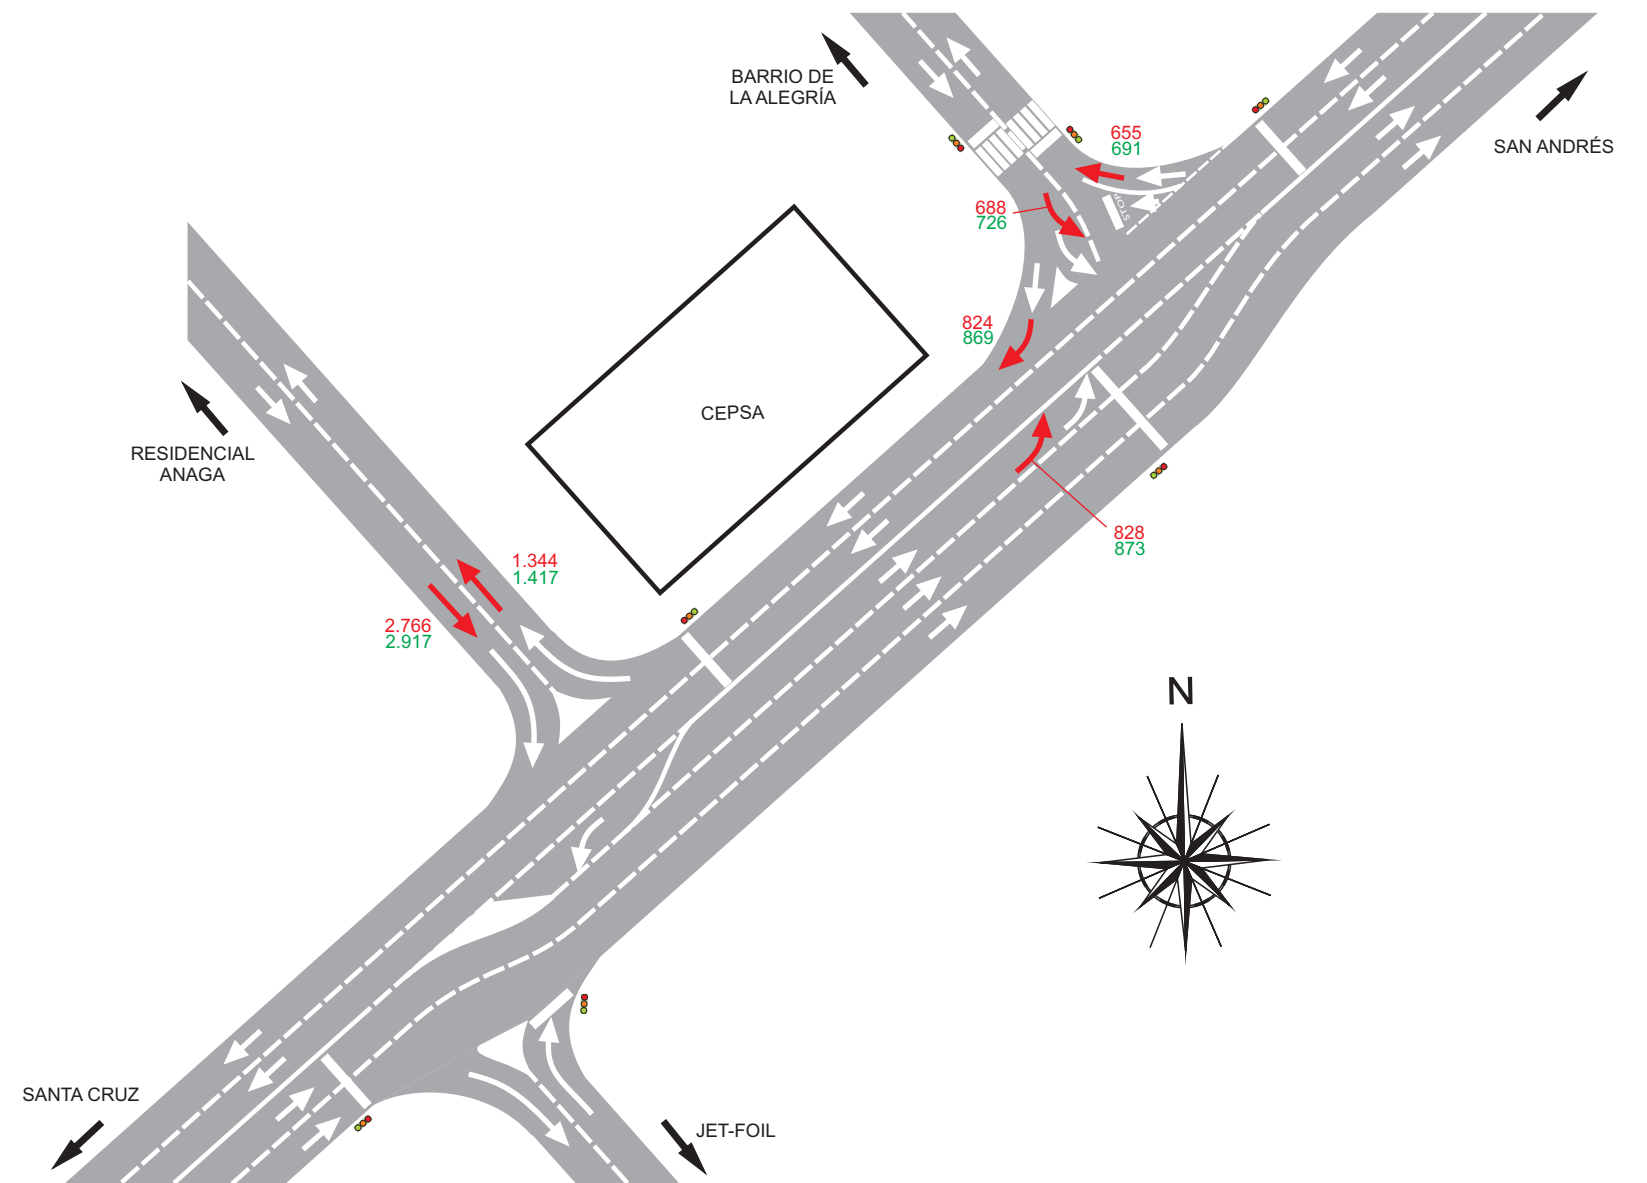 BARRIO DE
LA ALEGRÍA
655
691
SAN ANDRÉS
688
726
STOP
824
869
CEPSA
RESIDENCIAL
ANAGA
828
873
1.344
1.417
2.766
2.917
N
SANTA CRUZ
JET-FOIL